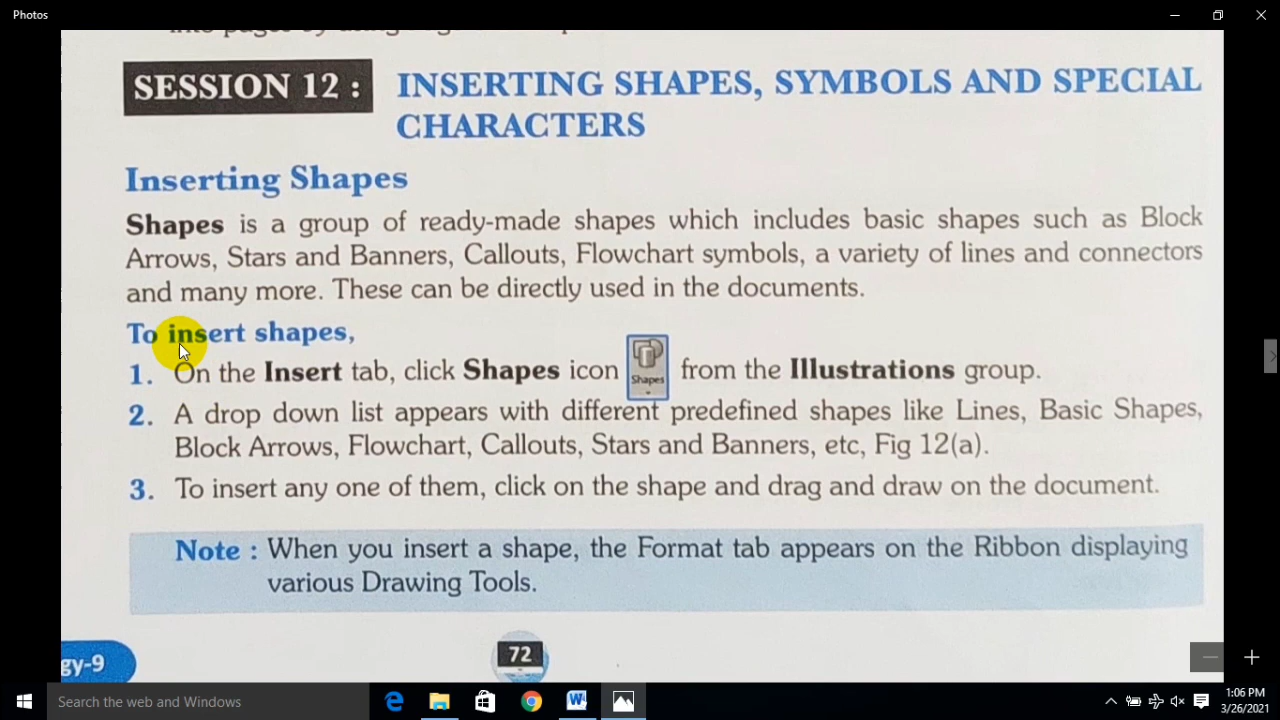 Photos
SESSION 12 : INSERTING SHAPES, SYMBOLS AND SPECIAL
CHARACTERS
Inserting Shapes
Shapes is a group of ready-made shapes which includes basic shapes such as Block
Arrows, Stars and Banners, Callouts, Flowchart symbols, a variety of lines and connectors
and many more. These can be directly used in the documents.
To insert shapes,
1. On the Insert tab, click Shapes icon Shapes from the Illustrations group.
2. A drop down list appears with different predefined shapes like Lines, Basic Shapes,
Block Arrows, Flowchart, Callouts, Stars and Banners, etc, Fig 12(a).
3. To insert any one of them, click on the shape and drag and draw on the document.
Note : When you insert a shape, the Format tab appears on the Ribbon displaying
various Drawing Tools.
gy-9
72
Search the web and Windows
1:06 PM
3/26/2021